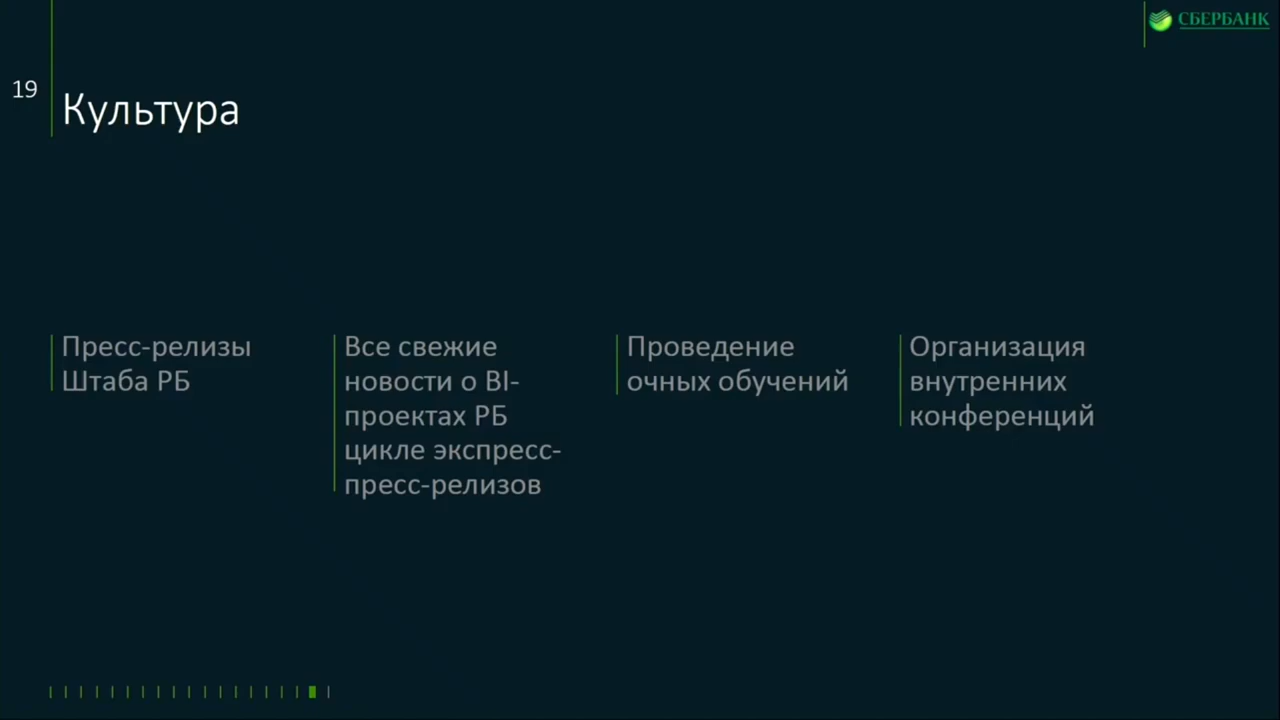 СБЕРБАНК
19
Культура
Пресс-релизы
Штаба РБ
Все свежие
новости о BI-
проектах РБ
цикле экспресс-
пресс-релизов
Проведение
очных обучений
Организация
внутренних
конференций